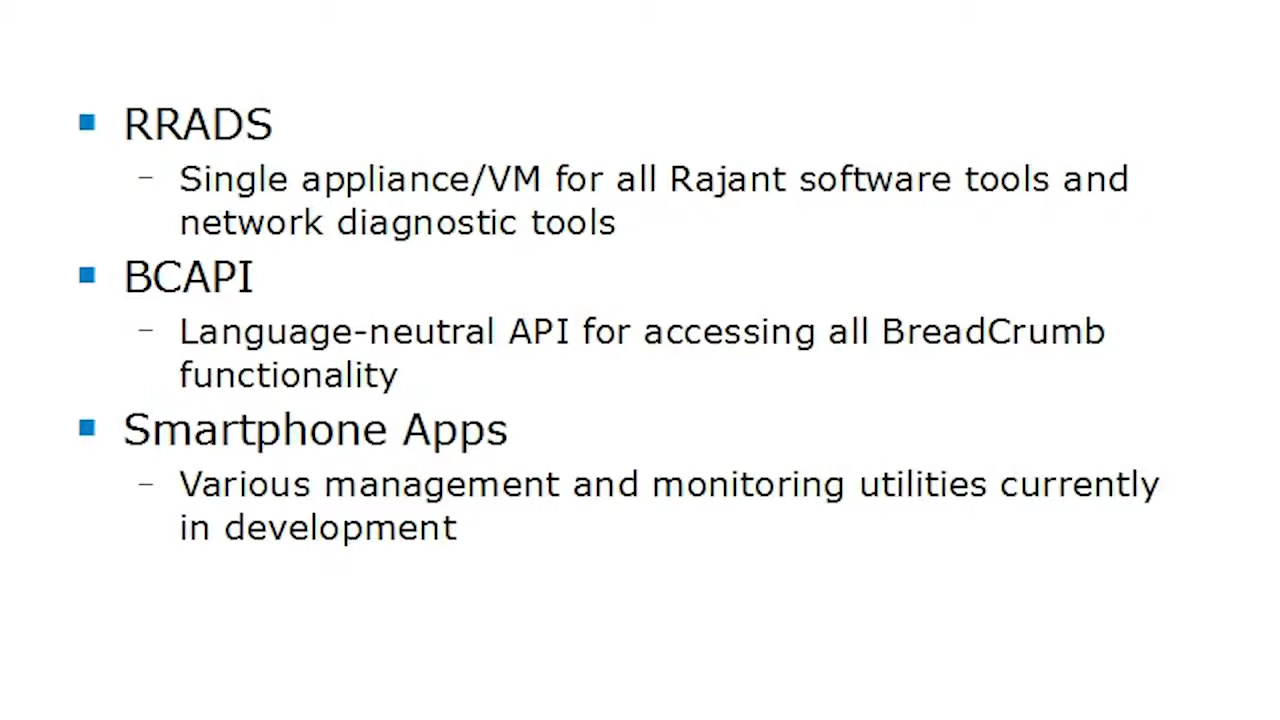 RRADS
– Single appliance/VM for all Rajant software tools and
network diagnostic tools
BCAPI
– Language-neutral API for accessing all BreadCrumb
functionality
Smartphone Apps
– Various management and monitoring utilities currently
in development